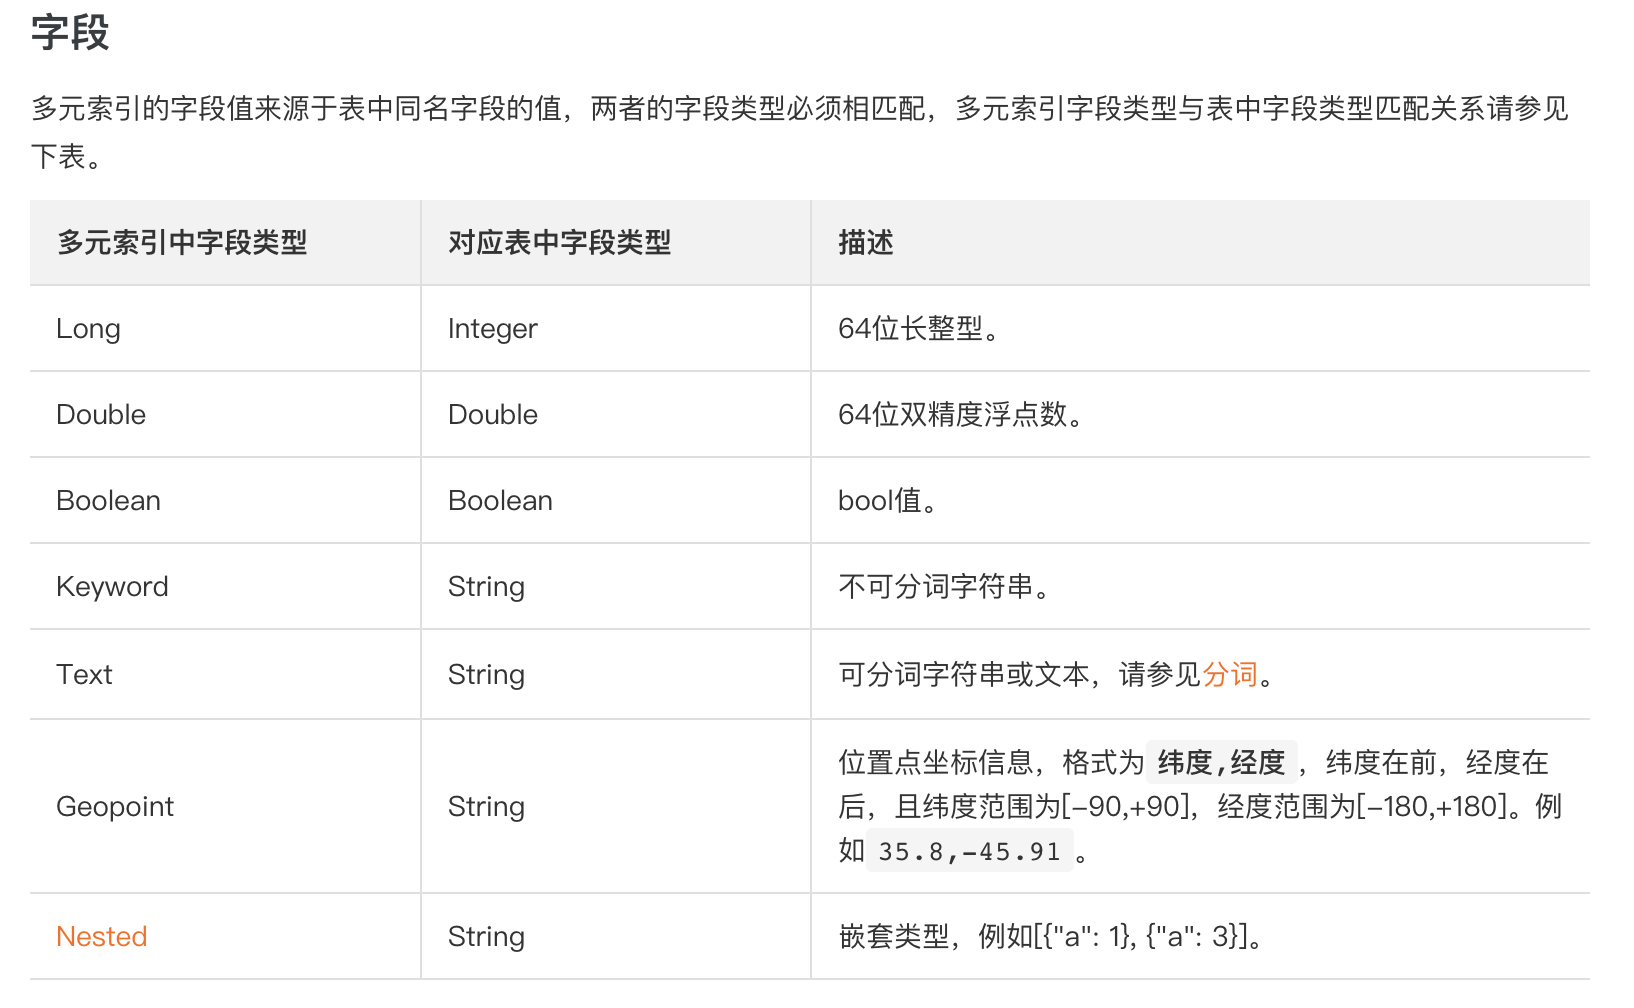 字段
多元索引的字段值来源于表中同名字段的值，两者的字段类型必须相匹配，多元索引字段类型与表中字段类型匹配关系请参见
下表。
多元索引中字段类型 对应表中字段类型 描述
Long Integer 64位长整型。
Double Double 64位双精度浮点数。
Boolean Boolean bool值。
Keyword String 不可分词字符串。
Text String 可分词字符串或文本，请参见分词。
Geopoint String 位置点坐标信息，格式为 纬度,经度 ，纬度在前，经度在
后，且纬度范围为[-90,+90]，经度范围为[-180,+180]。例
如 35.8,-45.91 。
Nested String 嵌套类型，例如[{"a": 1}, {"a": 3}]。